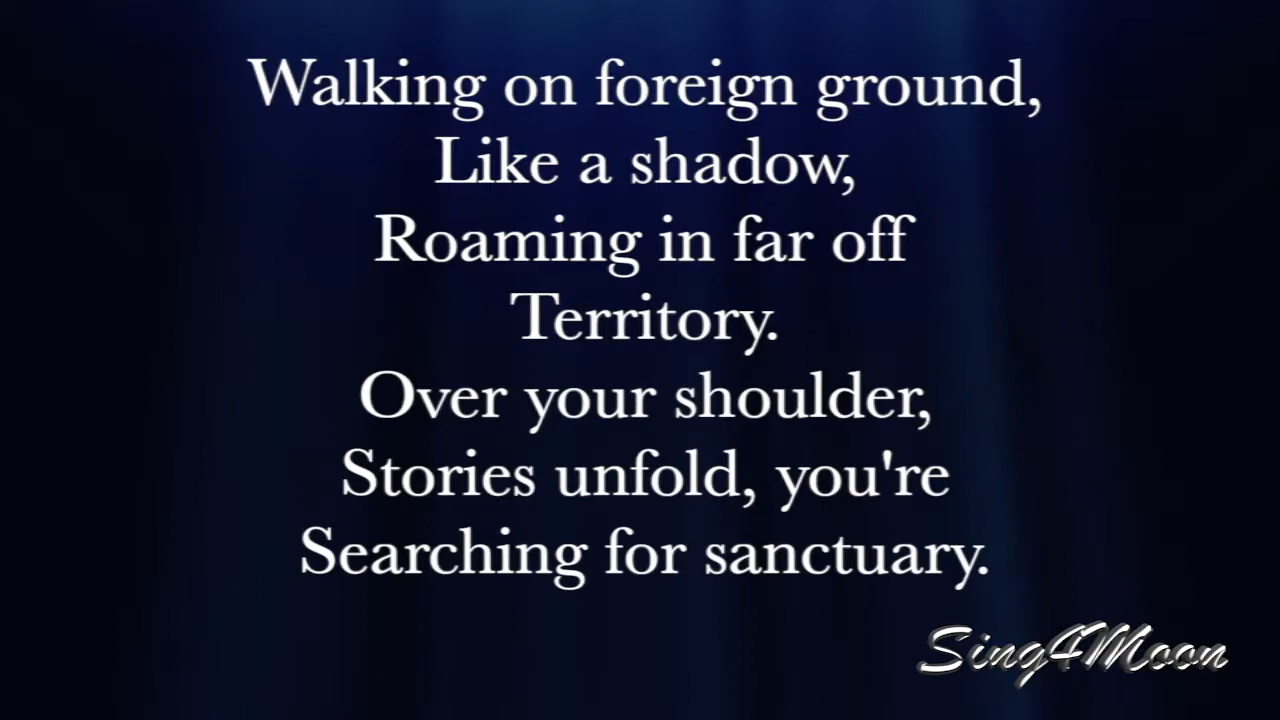 Walking on foreign ground,
Like a shadow,
Roaming in far off
Territory.
Over your shoulder,
Stories unfold, you're
Searching for sanctuary.
Sing4Moon